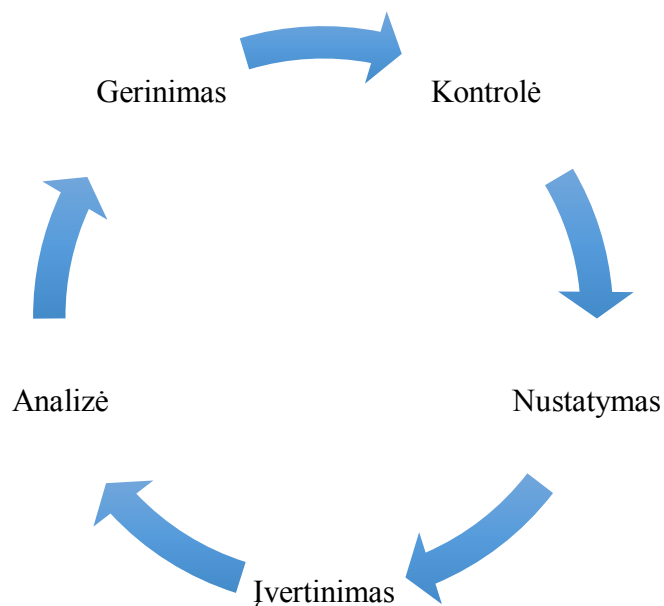 Gerinimas
Kontrolė
Analizė
Nustatymas
Įvertinimas